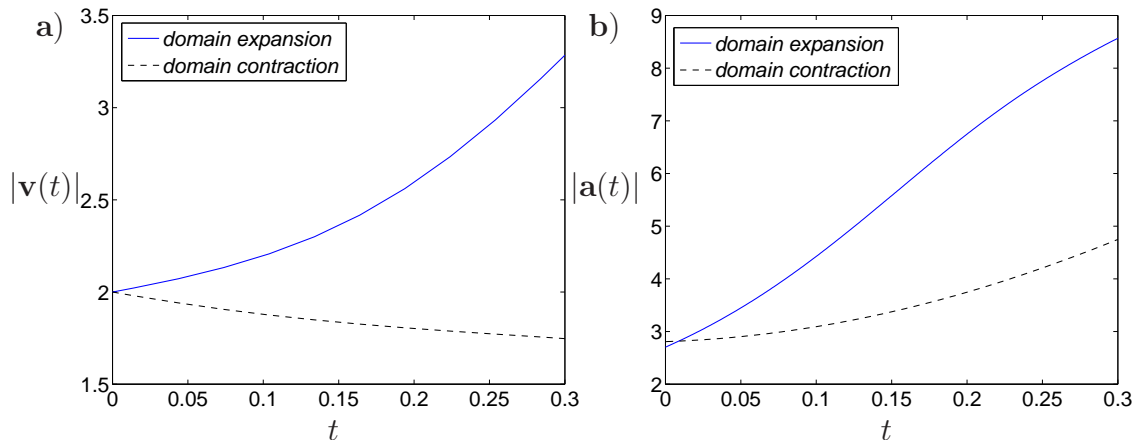 a)
3.5
domain expansion
domain contraction
3
|v(t)|
2.5
2
1.5
0 0.05 0.1 0.15 0.2 0.25 0.3
t
b)
9
domain expansion
domain contraction
8
7
|a(t)|
6
5
4
3
2
0 0.05 0.1 0.15 0.2 0.25 0.3
t